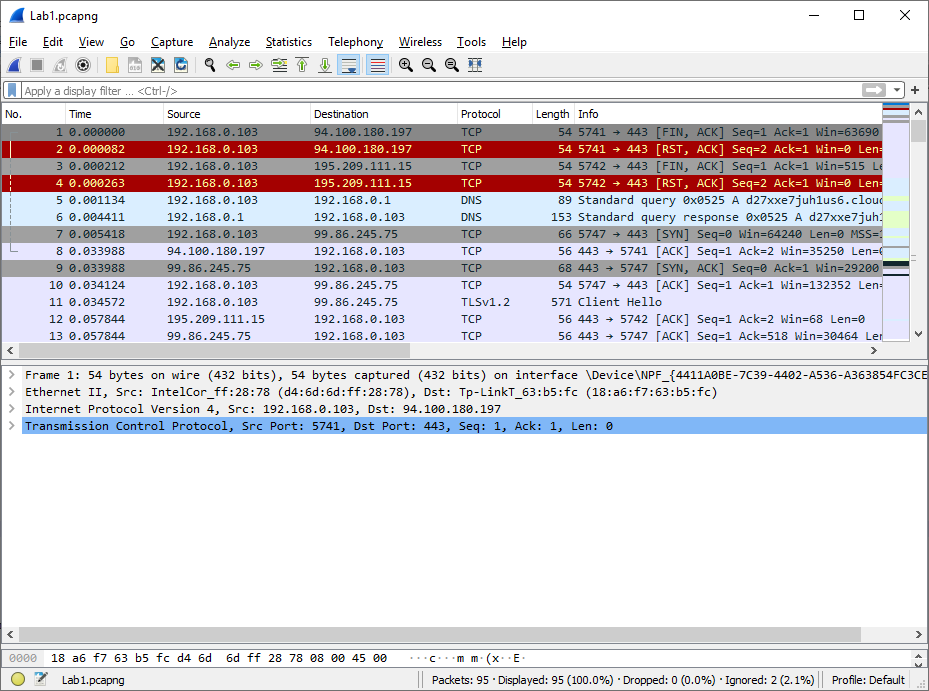 Lab1.pcapng
File Edit View Go Capture Analyze Statistics Telephony Wireless Tools Help
Apply a display filter ... <Ctrl-/>
No. Time Source Destination Protocol Length Info
1 0.000000 192.168.0.103 94.100.180.197 TCP 54 5741 → 443 [FIN, ACK] Seq=1 Ack=1 Win=63690
2 0.000082 192.168.0.103 94.100.180.197 TCP 54 5741 → 443 [RST, ACK] Seq=2 Ack=1 Win=0 Len=
3 0.000212 192.168.0.103 195.209.111.15 TCP 54 5742 → 443 [FIN, ACK] Seq=1 Ack=1 Win=515 Le
4 0.000263 192.168.0.103 195.209.111.15 TCP 54 5742 → 443 [RST, ACK] Seq=2 Ack=1 Win=0 Len=
5 0.001134 192.168.0.103 192.168.0.1 DNS 89 Standard query 0x0525 A d27xxe7juh1us6.cloud
6 0.004411 192.168.0.1 192.168.0.103 DNS 153 Standard query response 0x0525 A d27xxe7juh1
7 0.005418 192.168.0.103 99.86.245.75 TCP 66 5747 → 443 [SYN] Seq=0 Win=64240 Len=0 MSS=1
8 0.033988 94.100.180.197 192.168.0.103 TCP 56 443 → 5741 [ACK] Seq=1 Ack=2 Win=35250 Len=0
9 0.033988 99.86.245.75 192.168.0.103 TCP 68 443 → 5747 [SYN, ACK] Seq=0 Ack=1 Win=29200
10 0.034124 192.168.0.103 99.86.245.75 TCP 54 5747 → 443 [ACK] Seq=1 Ack=1 Win=132352 Len=
11 0.034572 192.168.0.103 99.86.245.75 TLSv1.2 571 Client Hello
12 0.057844 195.209.111.15 192.168.0.103 TCP 56 443 → 5742 [ACK] Seq=1 Ack=2 Win=68 Len=0
13 0.057844 99.86.245.75 192.168.0.103 TCP 56 443 → 5747 [ACK] Seq=1 Ack=518 Win=30464 Len
Frame 1: 54 bytes on wire (432 bits), 54 bytes captured (432 bits) on interface \Device\NPF_{4411A0BE-7C39-4402-A536-A363854FC3CE
Ethernet II, Src: IntelCor_ff:28:78 (d4:6d:6d:ff:28:78), Dst: Tp-LinkT_63:b5:fc (18:a6:f7:63:b5:fc)
Internet Protocol Version 4, Src: 192.168.0.103, Dst: 94.100.180.197
Transmission Control Protocol, Src Port: 5741, Dst Port: 443, Seq: 1, Ack: 1, Len: 0
0000 18 a6 f7 63 b5 fc d4 6d 6d ff 28 78 08 00 45 00 ···c···m m·(x··E·
Lab1.pcapng Packets: 95 · Displayed: 95 (100.0%) · Dropped: 0 (0.0%) · Ignored: 2 (2.1%) Profile: Default